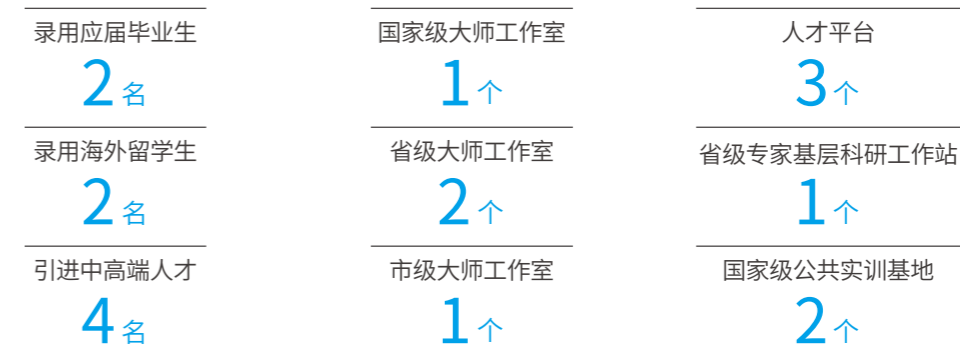 录用应届毕业生
国家级大师工作室
人才平台
2 名
1 个
3 个
录用海外留学生
省级大师工作室
省级专家基层科研工作站
2 名
2 个
1 个
引进中高端人才
市级大师工作室
国家级公共实训基地
4 名
1 个
2 个